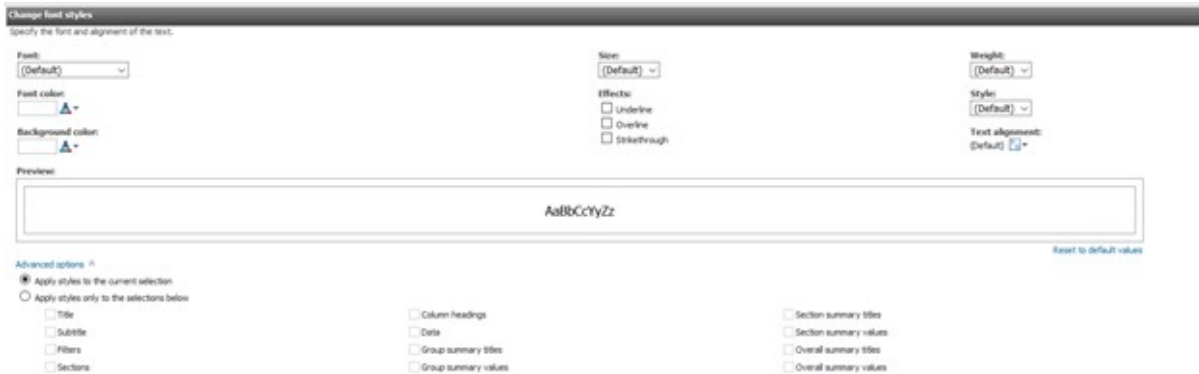 Change font styles
Specify the font and alignment of the text.
Font: Size: Weight:
(Default) (Default) (Default)
Font color: Effects: Style:
A Underline (Default)
Overline
Background color: Text alignment:
A Strikethrough (Default)
Preview:
AaBbCcYyZz
Reset to default values
Advanced options
Apply styles to the current selection
Apply styles only to the selections below
Title Column headings Section summary titles
Subtitle Data Section summary values
Filters Group summary titles Overall summary titles
Sections Group summary values Overall summary values